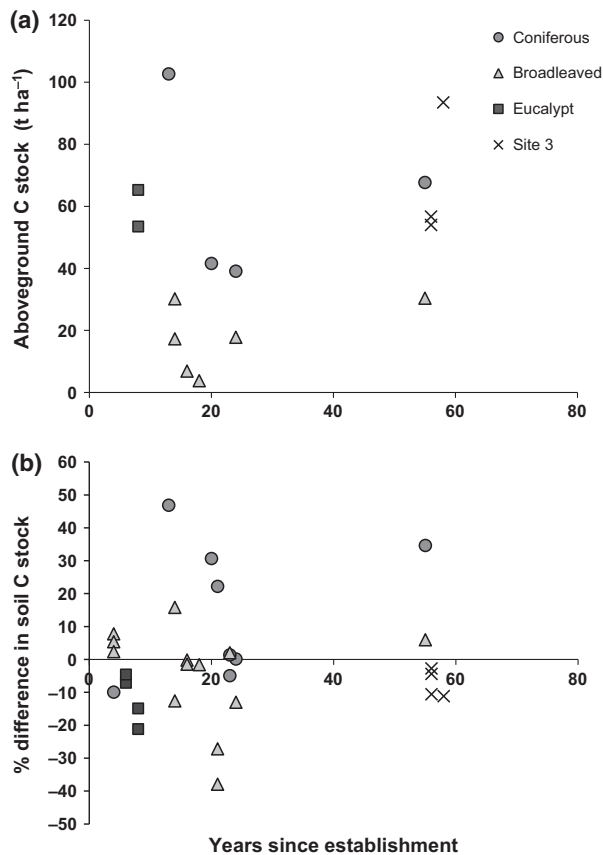 (a)
120
100
80
60
40
20
0
Aboveground C stock (t ha⁻¹)
Coniferous
Broadleaved
Eucalypt
Site 3
0 20 40 60 80
(b)
60
50
40
30
20
10
0
–10
–20
–30
–40
–50
% difference in soil C stock
0 20 40 60 80
Years since establishment